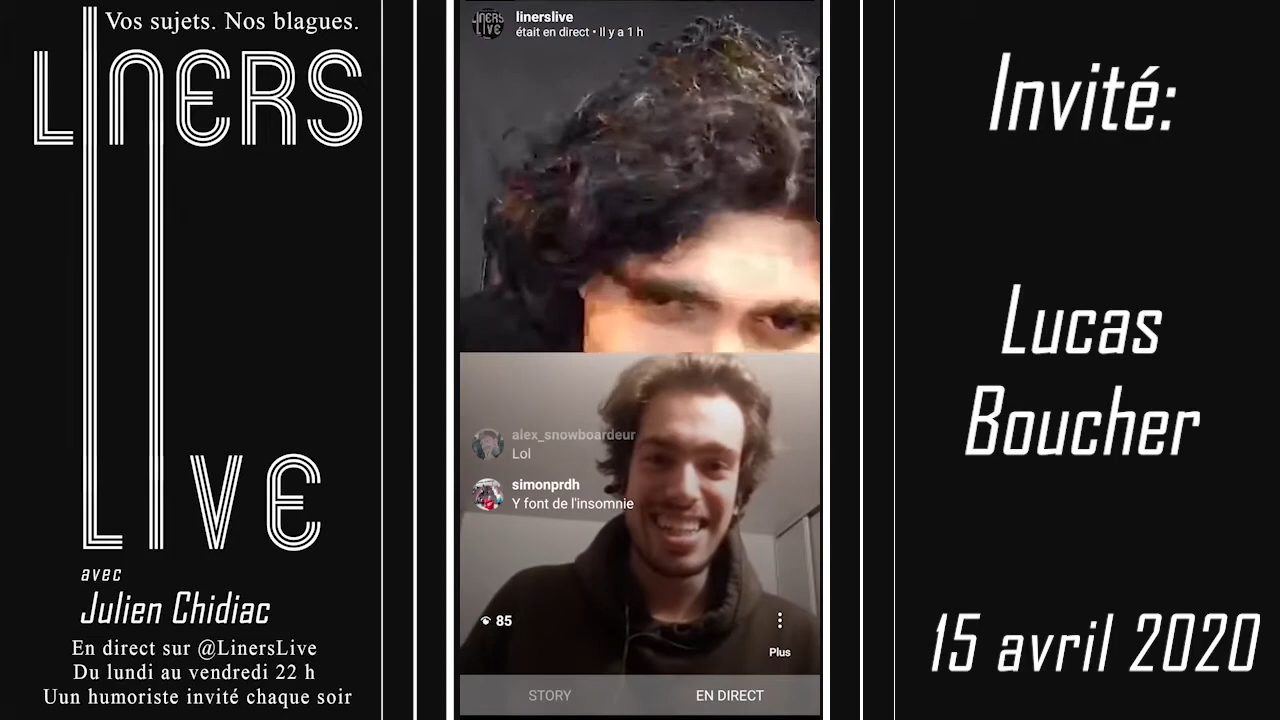 Vos sujets. Nos blagues.
LINERS
LIVE
avec
Julien Chidiac
En direct sur @LinersLive
Du lundi au vendredi 22 h
Uun humoriste invité chaque soir
LINERS
LIVE
linerslive
était en direct • Il y a 1 h
alex_snowboardeur
Lol
simonprdh
Y font de l'insomnie
85
Plus
STORY
EN DIRECT
Invité:
Lucas
Boucher
15 avril 2020